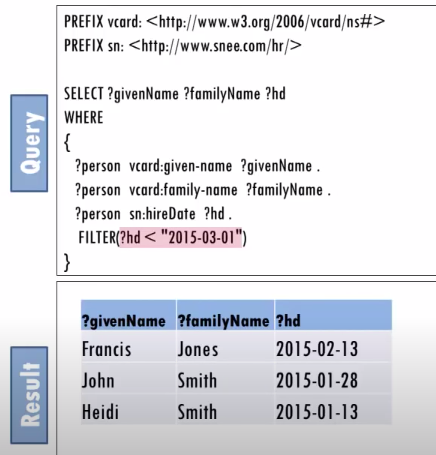 PREFIX vcard: <http://www.w3.org/2006/vcard/ns#>
PREFIX sn: <http://www.snee.com/hr/>
SELECT ?givenName ?familyName ?hd
WHERE
{
?person vcard:given-name ?givenName .
?person vcard:family-name ?familyName .
?person sn:hireDate ?hd .
FILTER(?hd < "2015-03-01")
}
Query
?givenName ?familyName ?hd
Francis Jones 2015-02-13
John Smith 2015-01-28
Heidi Smith 2015-01-13
Result